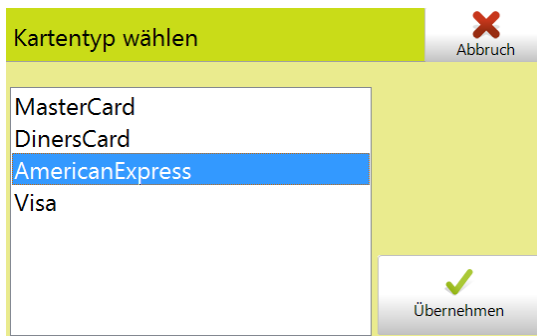 Kartentyp wählen
Abbruch
MasterCard
DinersCard
AmericanExpress
Visa
Übernehmen